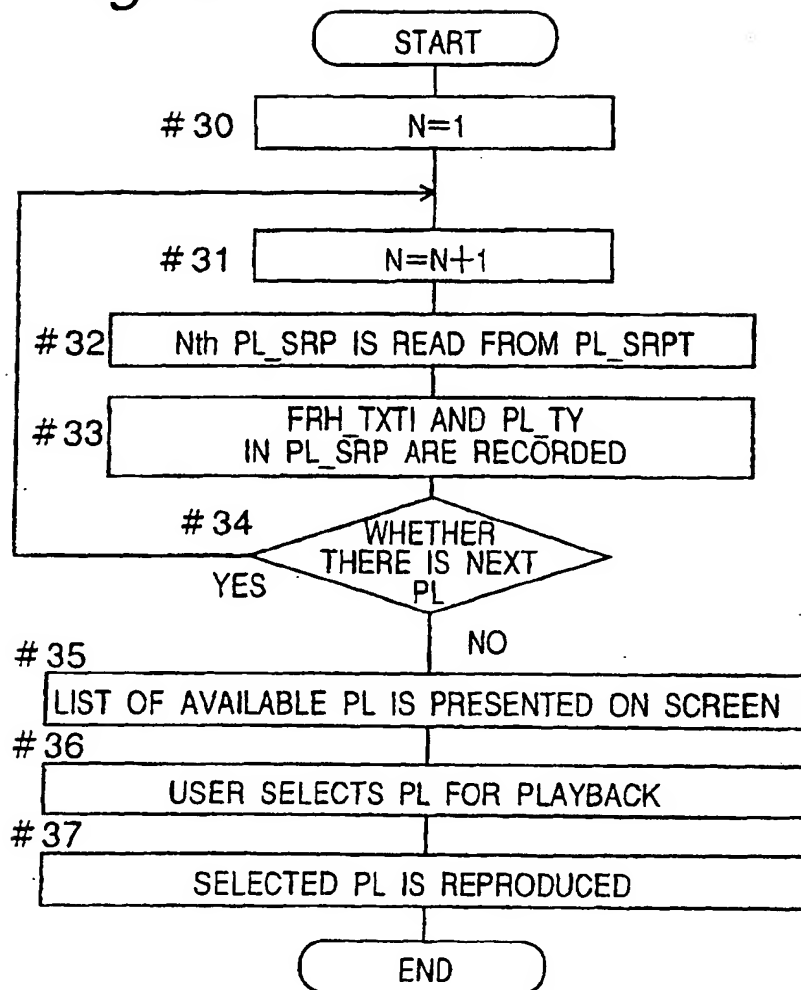 START
#30
N=1
#31
N=N+1
#32
Nth PL_SRP IS READ FROM PL_SRPT
#33
FRH_TXTI AND PL_TY
IN PL_SRP ARE RECORDED
#34
WHETHER
THERE IS NEXT
PL
YES
NO
#35
LIST OF AVAILABLE PL IS PRESENTED ON SCREEN
#36
USER SELECTS PL FOR PLAYBACK
#37
SELECTED PL IS REPRODUCED
END